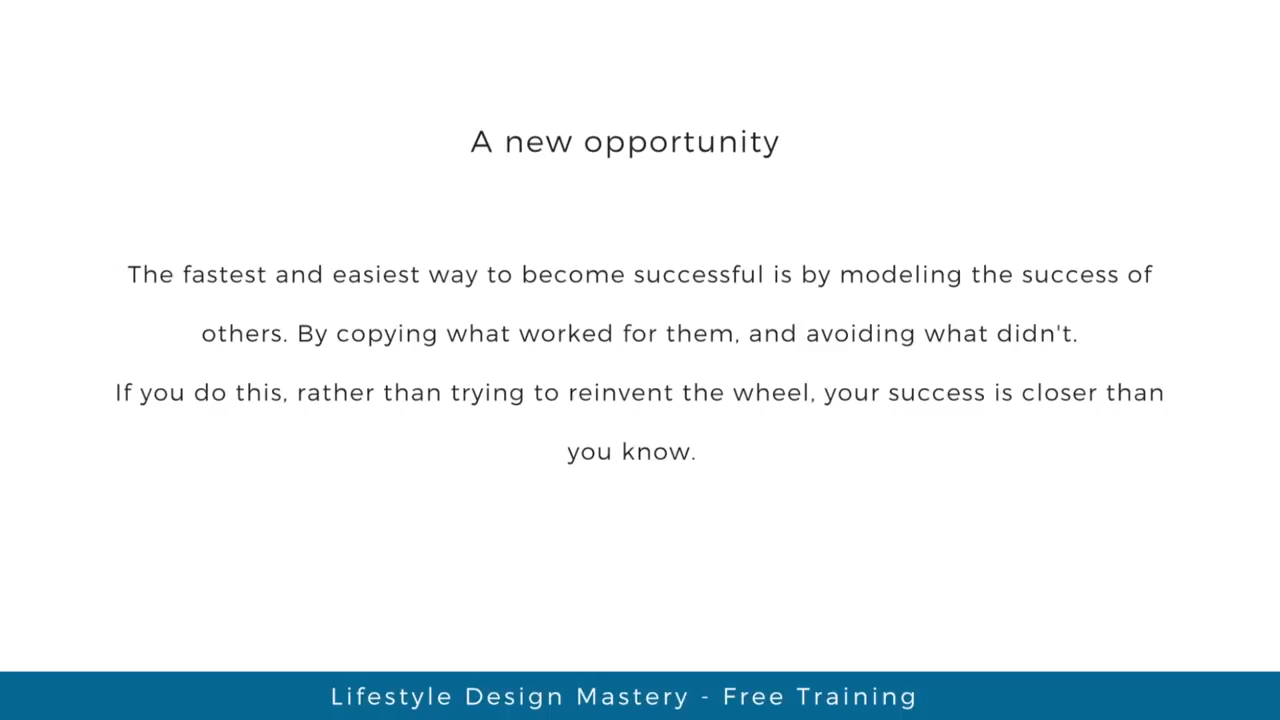 A new opportunity
The fastest and easiest way to become successful is by modeling the success of
others. By copying what worked for them, and avoiding what didn't.
If you do this, rather than trying to reinvent the wheel, your success is closer than
you know.
Lifestyle Design Mastery - Free Training